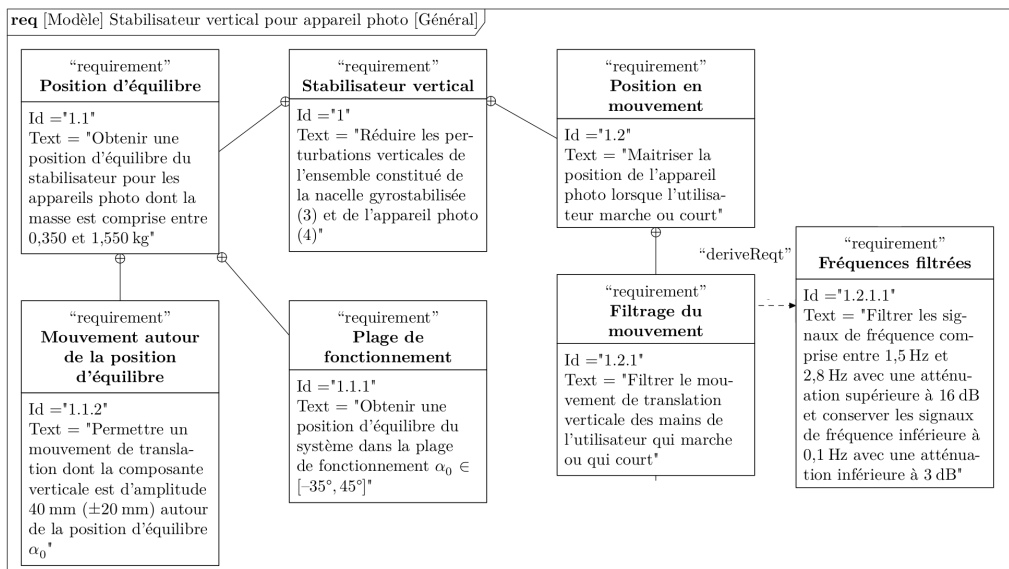 req [Modèle] Stabilisateur vertical pour appareil photo [Général]
“requirement”
Position d'équilibre
Id ="1.1"
Text = "Obtenir une
position d'équilibre du
stabilisateur pour les
appareils photo dont la
masse est comprise entre
0,350 et 1,550 kg"
“requirement”
Stabilisateur vertical
Id ="1"
Text = "Réduire les per-
turbations verticales de
l'ensemble constitué de
la nacelle gyrostabilisée
(3) et de l'appareil photo
(4)"
“requirement”
Position en
mouvement
Id ="1.2"
Text = "Maitriser la
position de l'appareil
photo lorsque l'utilisa-
teur marche ou court"
“deriveReqt”
“requirement”
Fréquences filtrées
Id ="1.2.1.1"
Text = "Filtrer les sig-
naux de fréquence com-
prise entre 1,5 Hz et
2,8 Hz avec une atténu-
ation supérieure à 16 dB
et conserver les signaux
de fréquence inférieure à
0,1 Hz avec une atténua-
tion inférieure à 3 dB"
“requirement”
Mouvement autour
de la position
d'équilibre
Id ="1.1.2"
Text = "Permettre un
mouvement de transla-
tion dont la composante
verticale est d'amplitude
40 mm (±20 mm) autour
de la position d'équilibre
α₀"
“requirement”
Plage de
fonctionnement
Id ="1.1.1"
Text = "Obtenir une
position d'équilibre du
système dans la plage
de fonctionnement α₀ ∈
[–35°, 45°]"
“requirement”
Filtrage du
mouvement
Id ="1.2.1"
Text = "Filtrer le mou-
vement de translation
verticale des mains de
l'utilisateur qui marche
ou qui court"